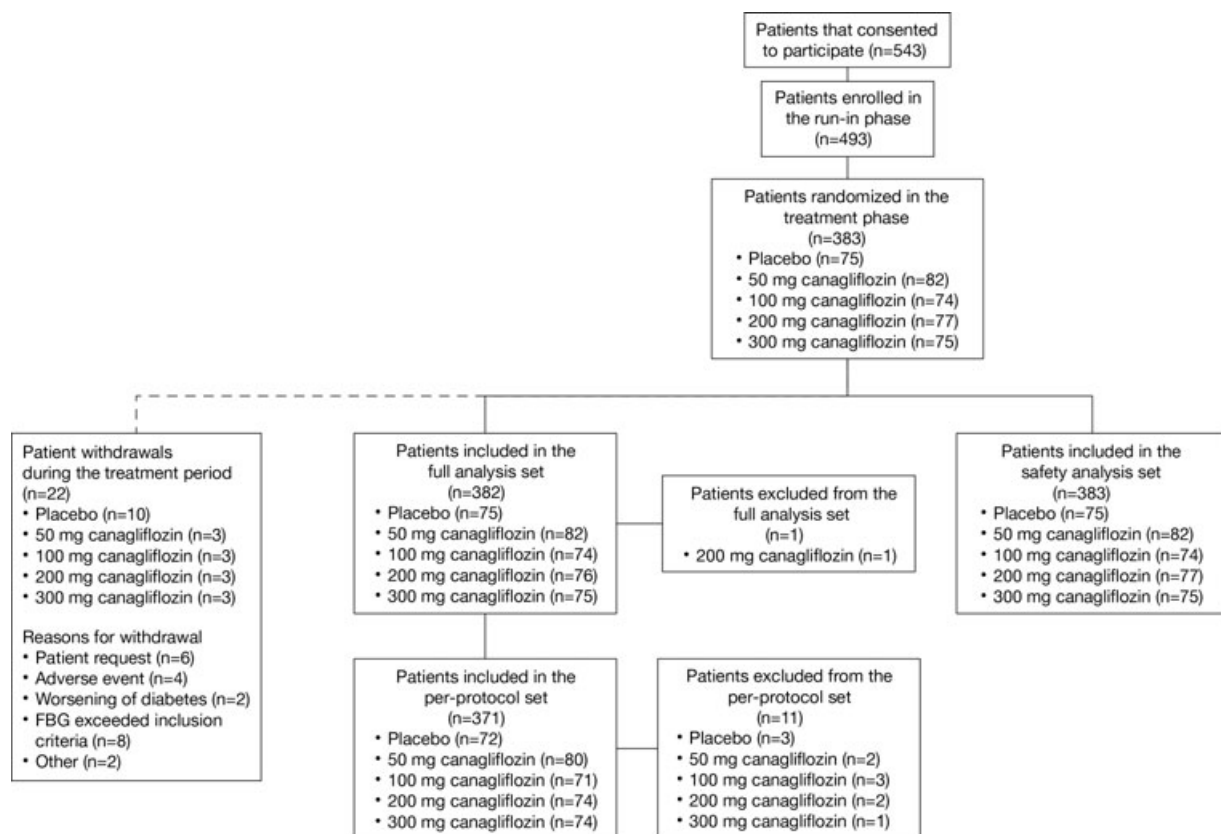 Patients that consented
to participate (n=543)
Patients enrolled in
the run-in phase
(n=493)
Patients randomized in the
treatment phase
(n=383)
• Placebo (n=75)
• 50 mg canagliflozin (n=82)
• 100 mg canagliflozin (n=74)
• 200 mg canagliflozin (n=77)
• 300 mg canagliflozin (n=75)
Patient withdrawals
during the treatment period
(n=22)
• Placebo (n=10)
• 50 mg canagliflozin (n=3)
• 100 mg canagliflozin (n=3)
• 200 mg canagliflozin (n=3)
• 300 mg canagliflozin (n=3)
Reasons for withdrawal
• Patient request (n=6)
• Adverse event (n=4)
• Worsening of diabetes (n=2)
• FBG exceeded inclusion
criteria (n=8)
• Other (n=2)
Patients included in the
full analysis set
(n=382)
• Placebo (n=75)
• 50 mg canagliflozin (n=82)
• 100 mg canagliflozin (n=74)
• 200 mg canagliflozin (n=76)
• 300 mg canagliflozin (n=75)
Patients excluded from the
full analysis set
(n=1)
• 200 mg canagliflozin (n=1)
Patients included in the
safety analysis set
(n=383)
• Placebo (n=75)
• 50 mg canagliflozin (n=82)
• 100 mg canagliflozin (n=74)
• 200 mg canagliflozin (n=77)
• 300 mg canagliflozin (n=75)
Patients included in the
per-protocol set
(n=371)
• Placebo (n=72)
• 50 mg canagliflozin (n=80)
• 100 mg canagliflozin (n=71)
• 200 mg canagliflozin (n=74)
• 300 mg canagliflozin (n=74)
Patients excluded from the
per-protocol set
(n=11)
• Placebo (n=3)
• 50 mg canagliflozin (n=2)
• 100 mg canagliflozin (n=3)
• 200 mg canagliflozin (n=2)
• 300 mg canagliflozin (n=1)